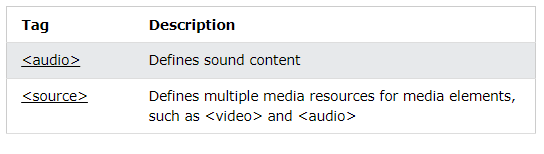 Tag Description
<audio> Defines sound content
<source> Defines multiple media resources for media elements,
such as <video> and <audio>